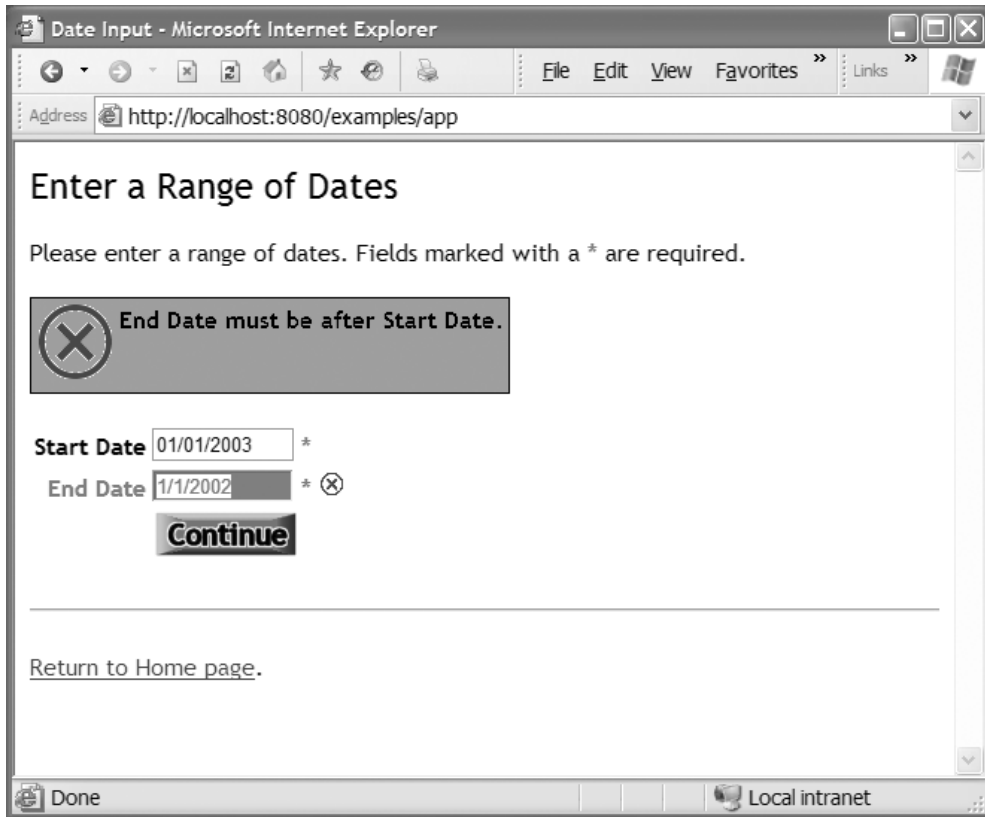 Date Input - Microsoft Internet Explorer
File Edit View Favorites » Links »
Address http://localhost:8080/examples/app
Enter a Range of Dates
Please enter a range of dates. Fields marked with a * are required.
End Date must be after Start Date.
Start Date 01/01/2003 *
End Date 1/1/2002 *
Continue
Return to Home page.
Done Local intranet